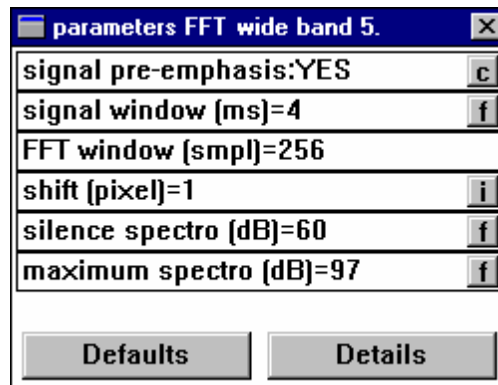 parameters FFT wide band 5.
signal pre-emphasis:YES c
signal window (ms)=4 f
FFT window (smpl)=256
shift (pixel)=1 i
silence spectro (dB)=60 f
maximum spectro (dB)=97 f
Defaults Details